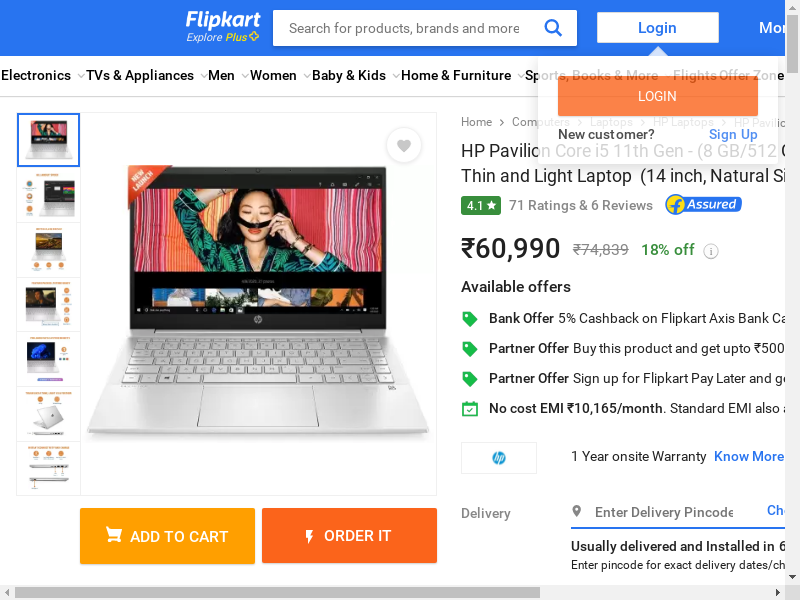 Flipkart
Explore Plus
Search for products, brands and more
Login
Mor
Electronics
TVs & Appliances
Men
Women
Baby & Kids
Home & Furniture
Sports, Books & More
Flights
Offer Zone
LOGIN
New customer?
Sign Up
Home
Computers
Laptops
HP Laptops
HP Pavilio
HP Pavilion Core i5 11th Gen - (8 GB/512 G
Thin and Light Laptop (14 inch, Natural Si
4.1
71 Ratings & 6 Reviews
Assured
₹60,990
₹74,839
18% off
Available offers
Bank Offer 5% Cashback on Flipkart Axis Bank Ca
Partner Offer Buy this product and get upto ₹500
Partner Offer Sign up for Flipkart Pay Later and ge
No cost EMI ₹10,165/month. Standard EMI also a
NEW LAUNCH
hp
hp
1 Year onsite Warranty
Know More
Delivery
Enter Delivery Pincode
Che
Usually delivered and Installed in 6
Enter pincode for exact delivery dates/ch
ADD TO CART
ORDER IT